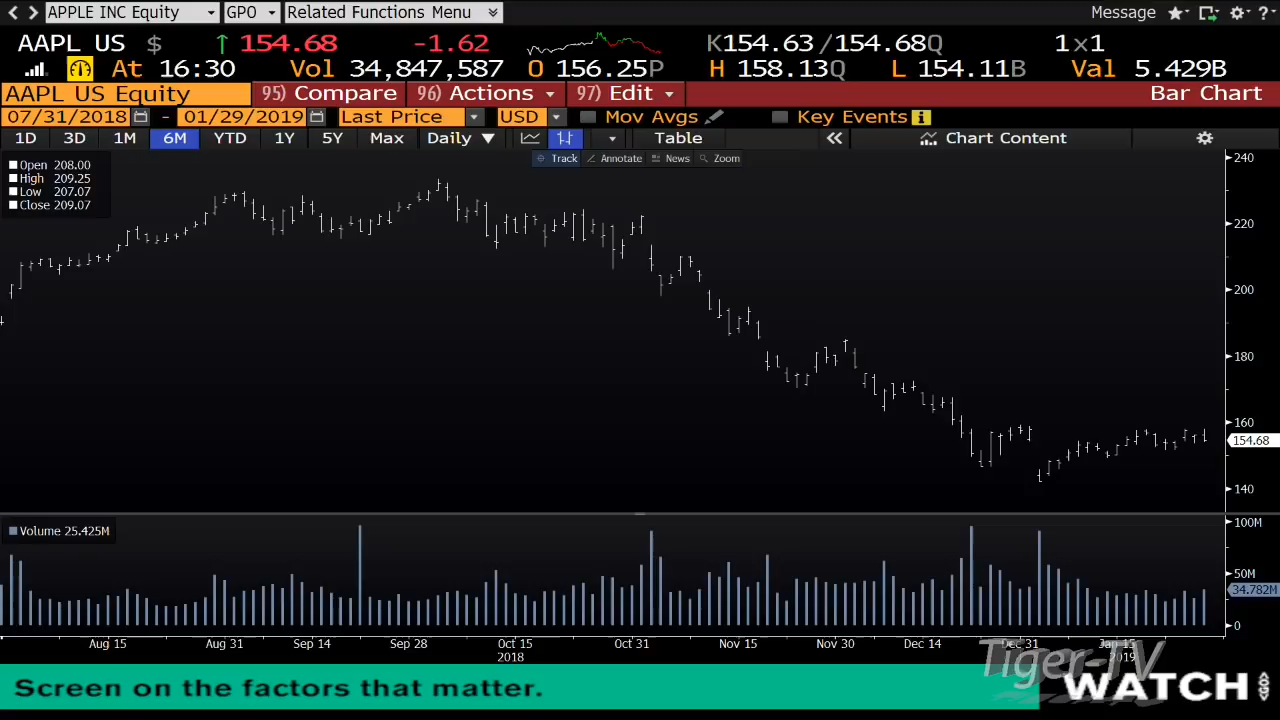 APPLE INC Equity GPO Related Functions Menu Message
AAPL US $ ↑ 154.68 -1.62 K154.63/154.68Q 1x1
At 16:30 Vol 34,847,587 O 156.25P H 158.13Q L 154.11B Val 5.429B
AAPL US Equity 95) Compare 96) Actions 97) Edit Bar Chart
07/31/2018 - 01/29/2019 Last Price USD Mov Avgs Key Events
1D 3D 1M 6M YTD 1Y 5Y Max Daily ▼ Table « Chart Content
Track Annotate News Zoom
Open 208.00
High 209.25
Low 207.07
Close 209.07
240
220
200
180
160
154.68
140
Volume 25.425M
100M
50M
34.782M
0
Aug 15 Aug 31 Sep 14 Sep 28 Oct 15 Oct 31 Nov 15 Nov 30 Dec 14 Dec 31 Jan 15
2018 2019
Tiger-TV
Screen on the factors that matter.
WATCH